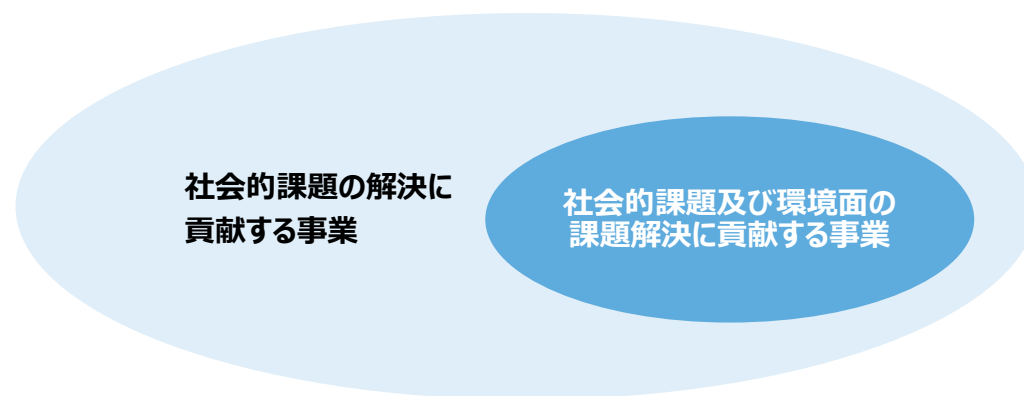 社会的課題の解決に
貢献する事業
社会的課題及び環境面の
課題解決に貢献する事業